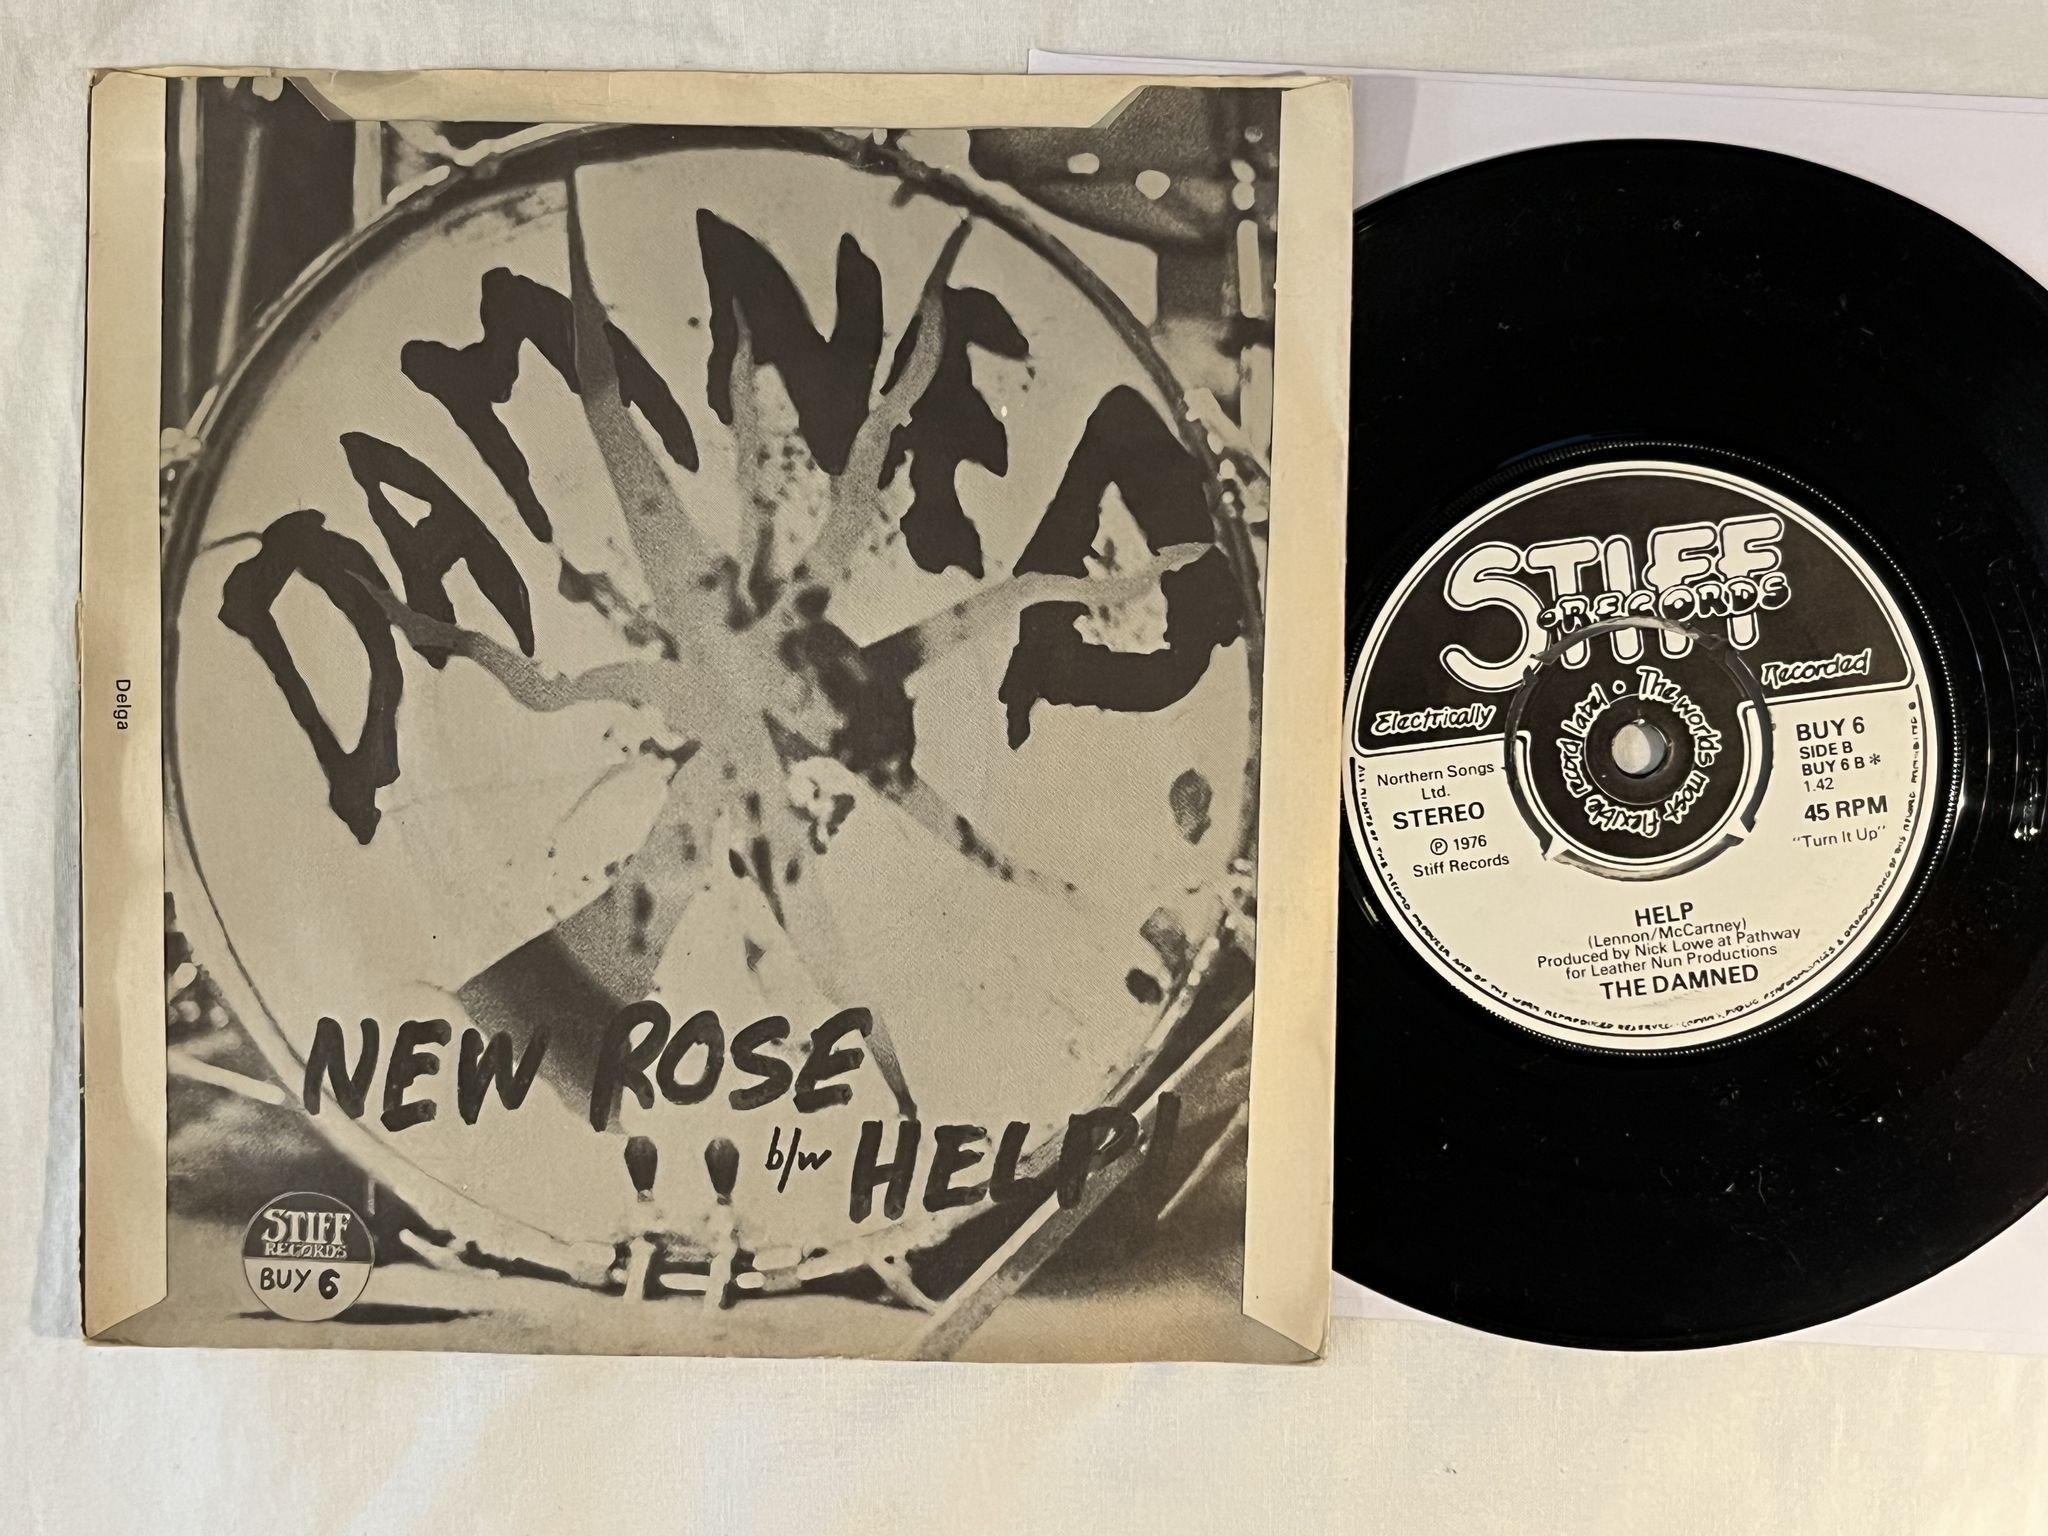 DAMNED
NEW ROSE
b/w HELP!
STIFF
RECORDS
BUY 6
Delga
STIFF
RECORDS
Electrically
Recorded
The worlds most flexible record label
Northern Songs
Ltd.
STEREO
℗ 1976
Stiff Records
BUY 6
SIDE B
BUY 6 B*
1.42
45 RPM
"Turn It Up"
HELP
(Lennon/McCartney)
Produced by Nick Lowe at Pathway
for Leather Nun Productions
THE DAMNED